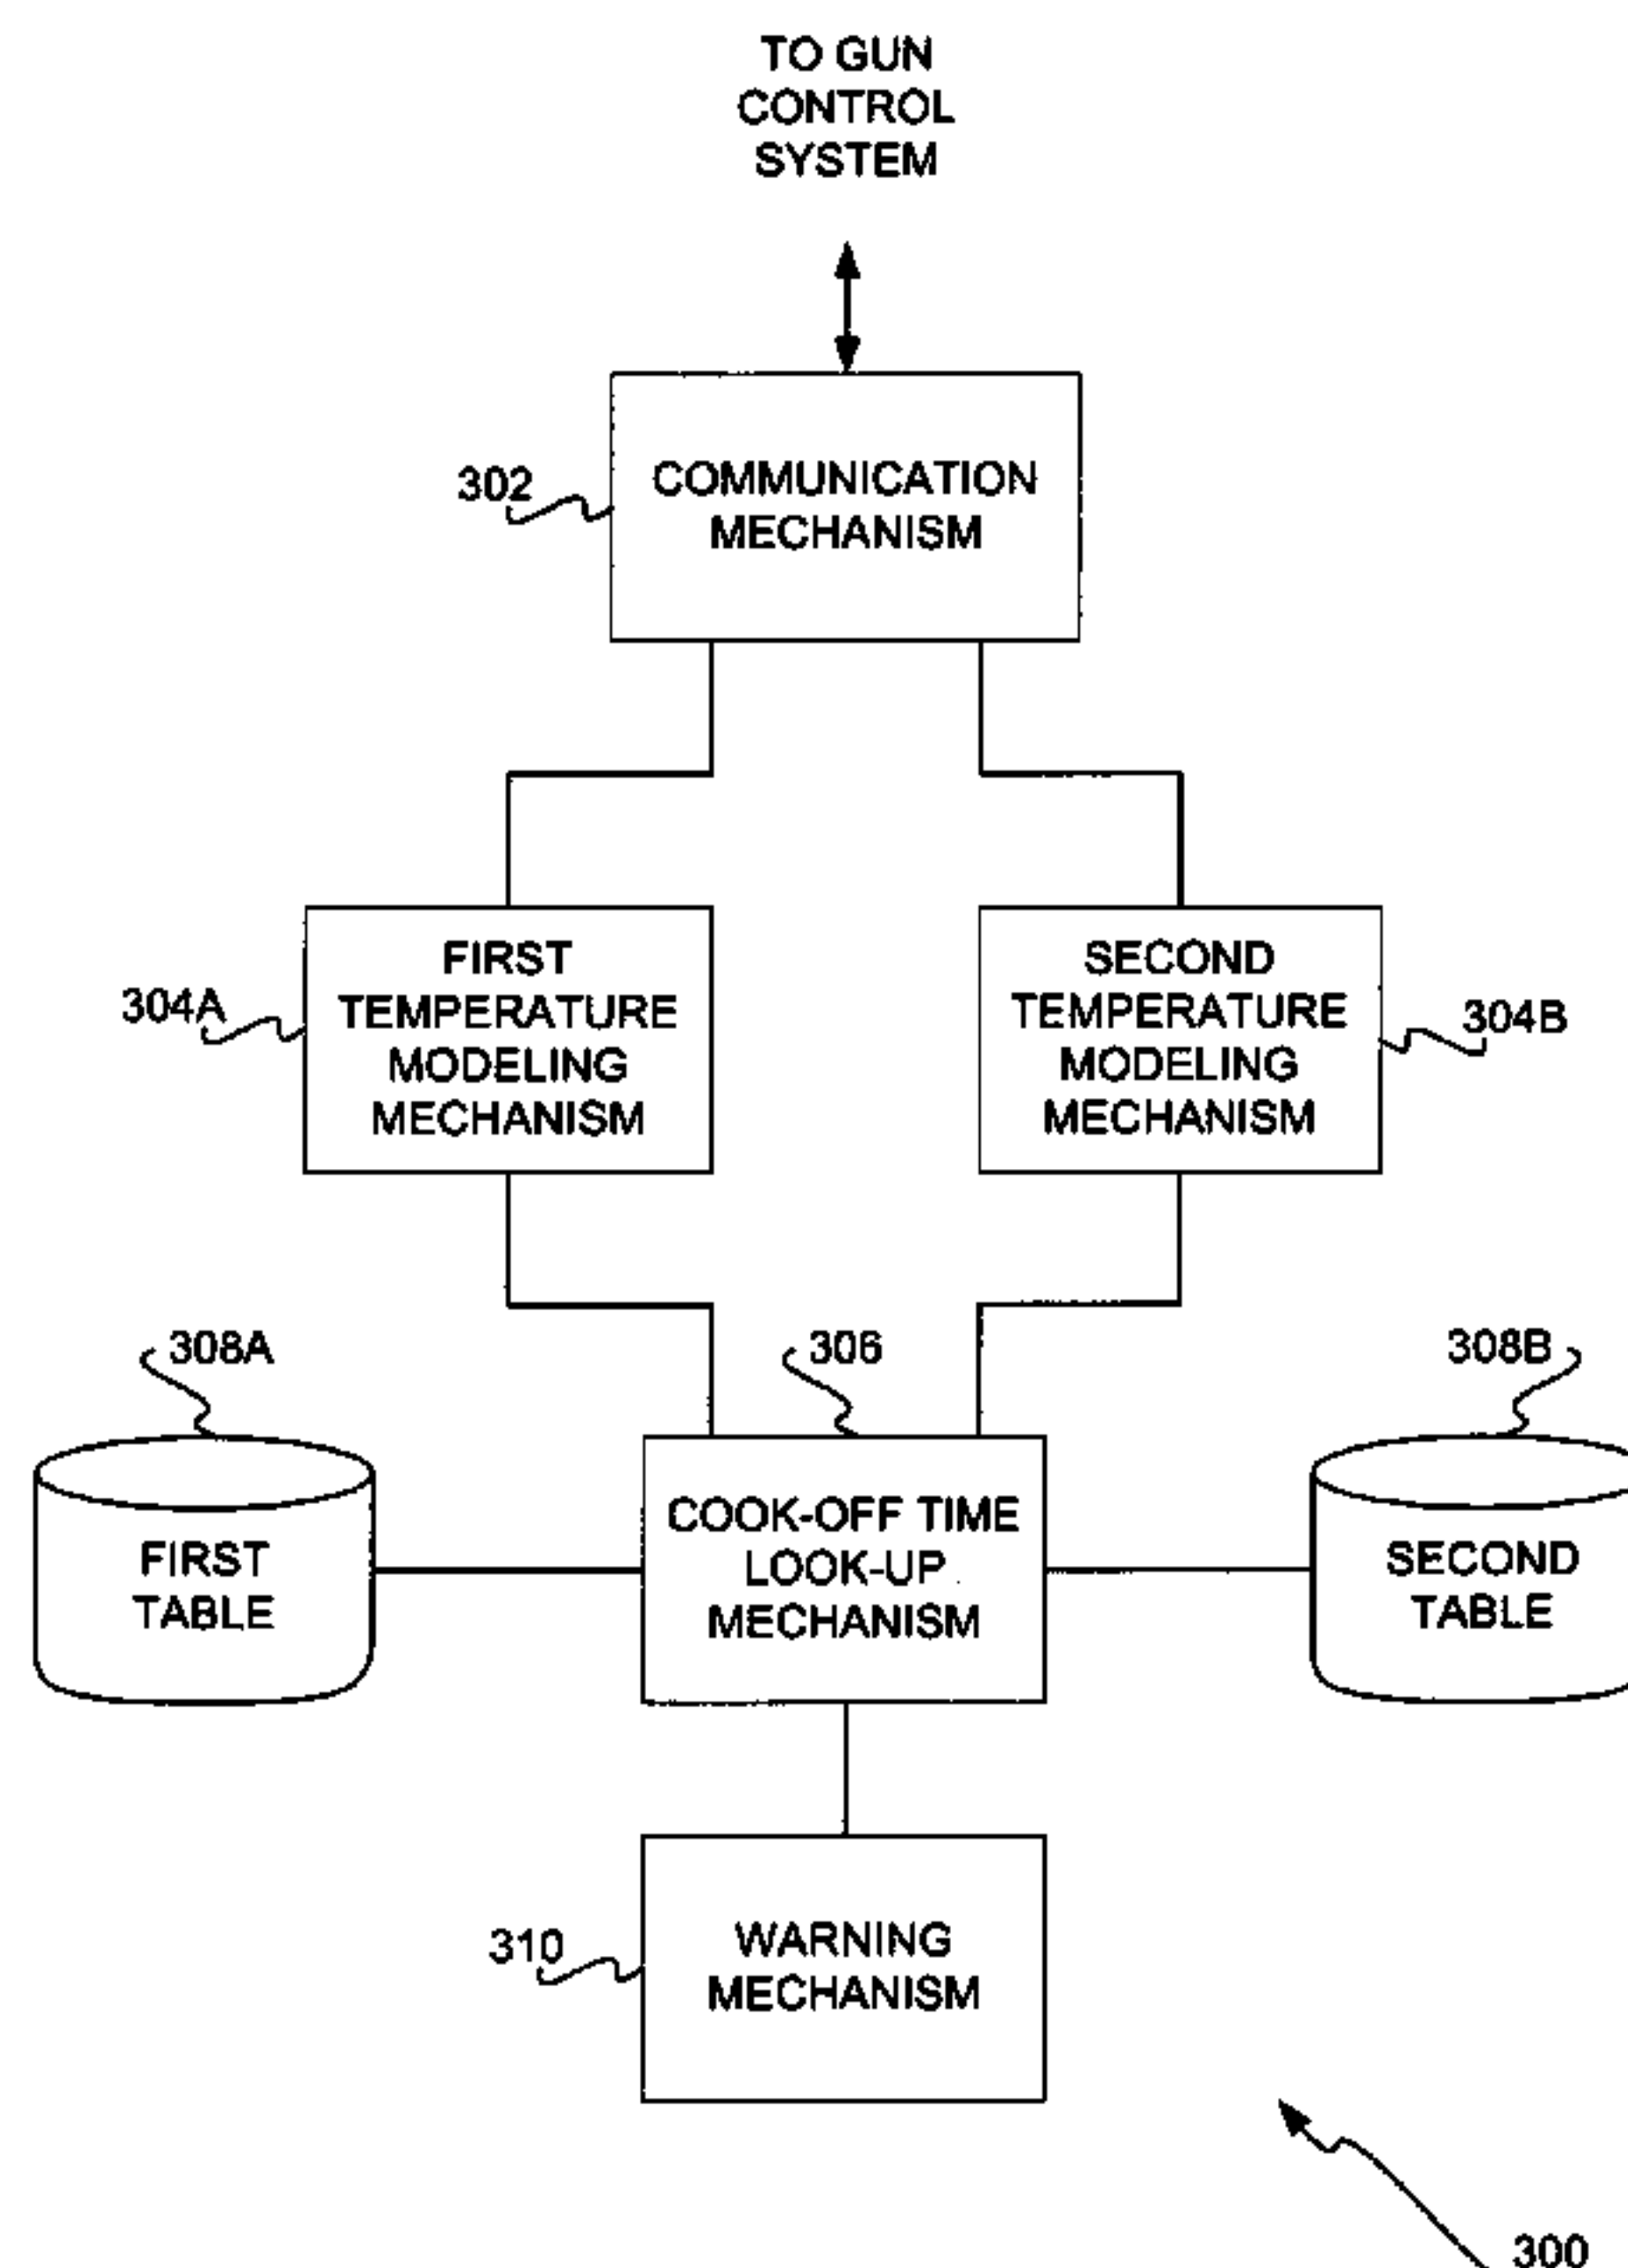 TO GUN
CONTROL
SYSTEM
302
COMMUNICATION
MECHANISM
304A
FIRST
TEMPERATURE
MODELING
MECHANISM
SECOND
TEMPERATURE
MODELING
MECHANISM
304B
308A
306
308B
FIRST
TABLE
COOK-OFF TIME
LOOK-UP
MECHANISM
SECOND
TABLE
310
WARNING
MECHANISM
300